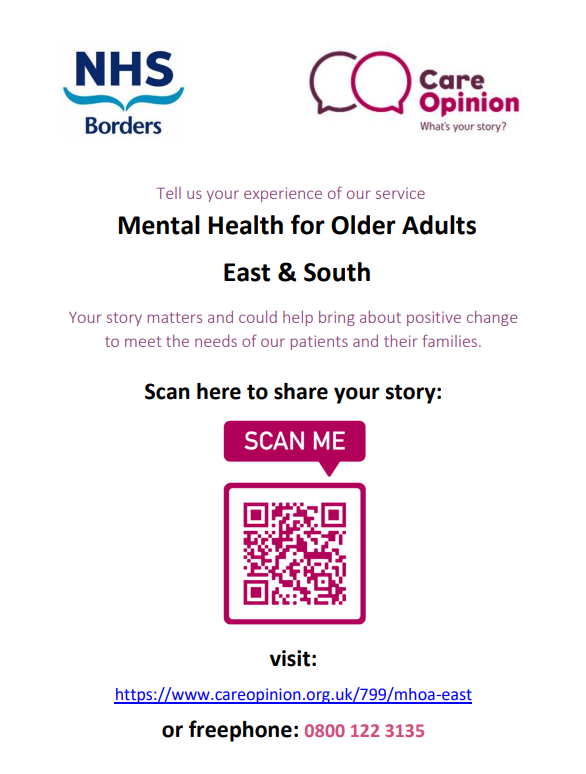 NHS
Borders
Care
Opinion
What's your story?
Tell us your experience of our service
Mental Health for Older Adults
East & South
Your story matters and could help bring about positive change
to meet the needs of our patients and their families.
Scan here to share your story:
SCAN ME
visit:
https://www.careopinion.org.uk/799/mhoa-east
or freephone: 0800 122 3135